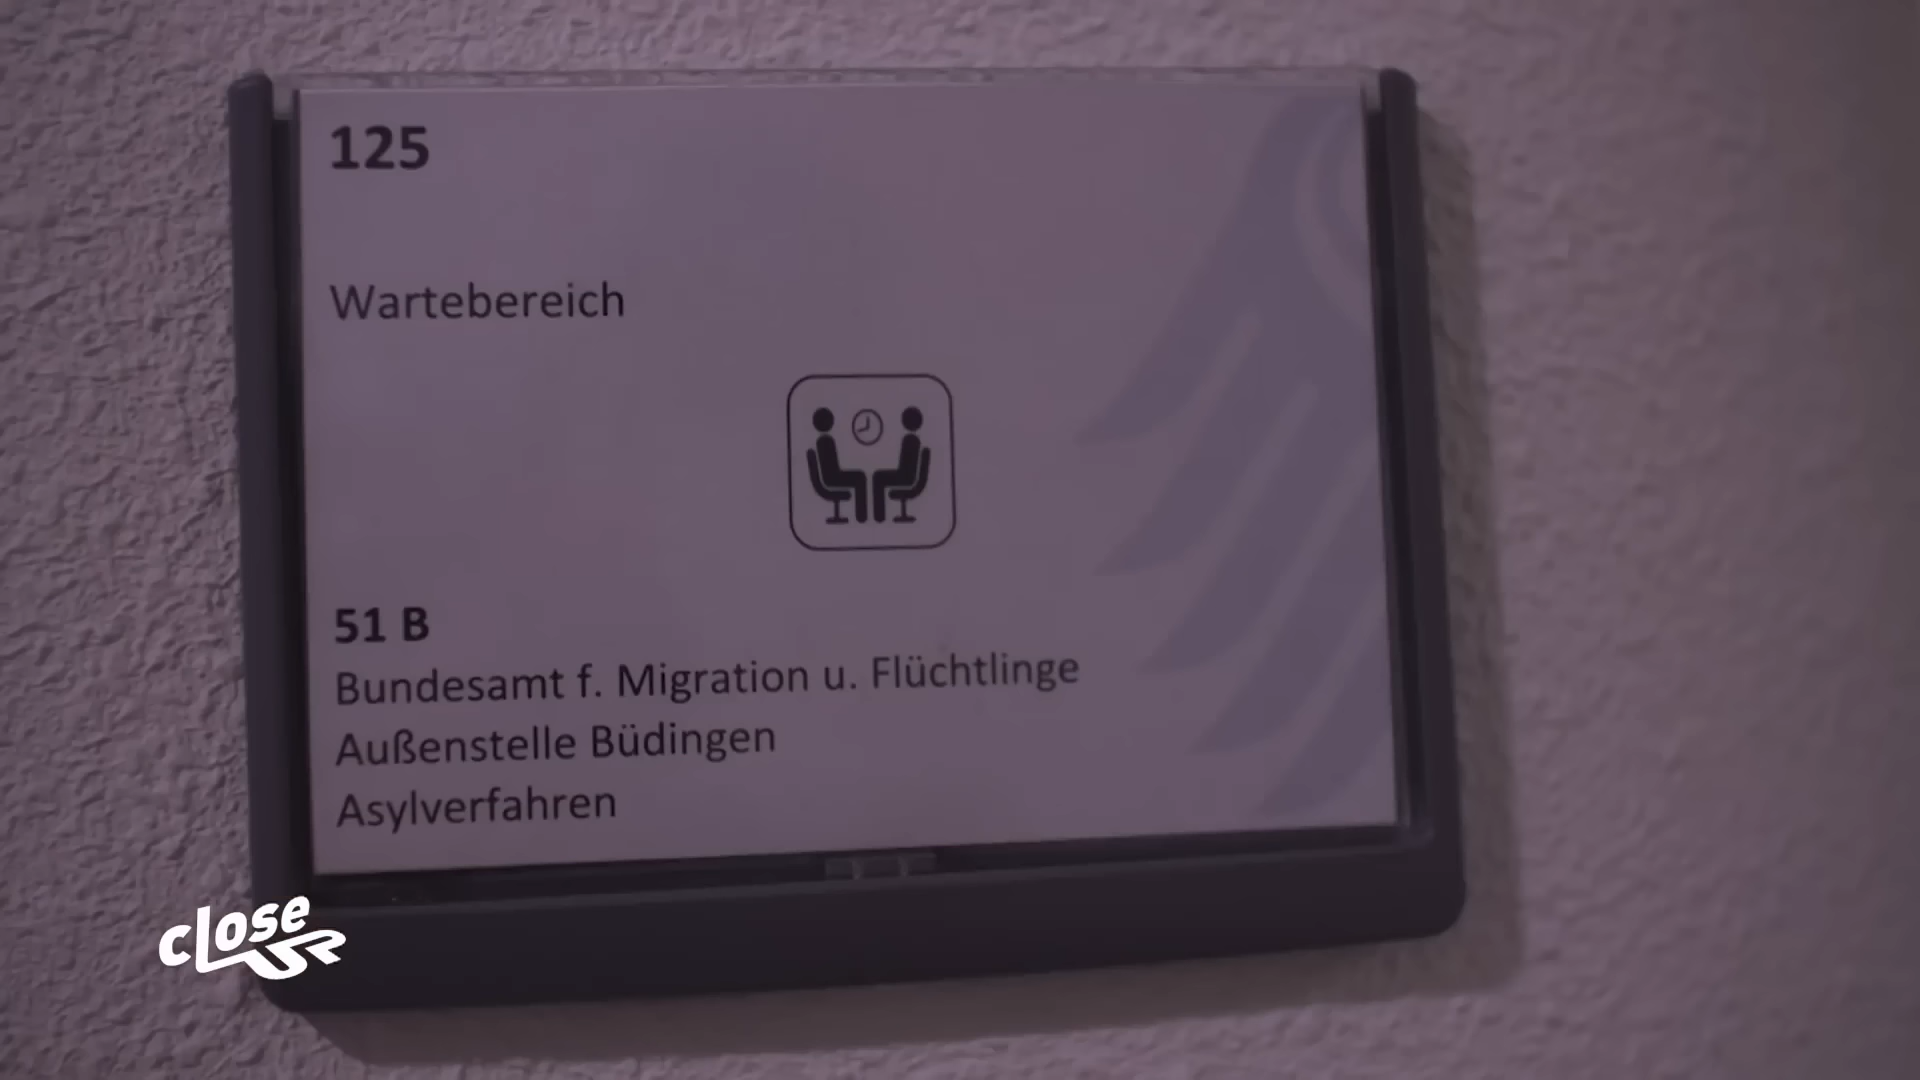 125
Wartebereich
51 B
Bundesamt f. Migration u. Flüchtlinge
Außenstelle Büdingen
Asylverfahren
close
UP